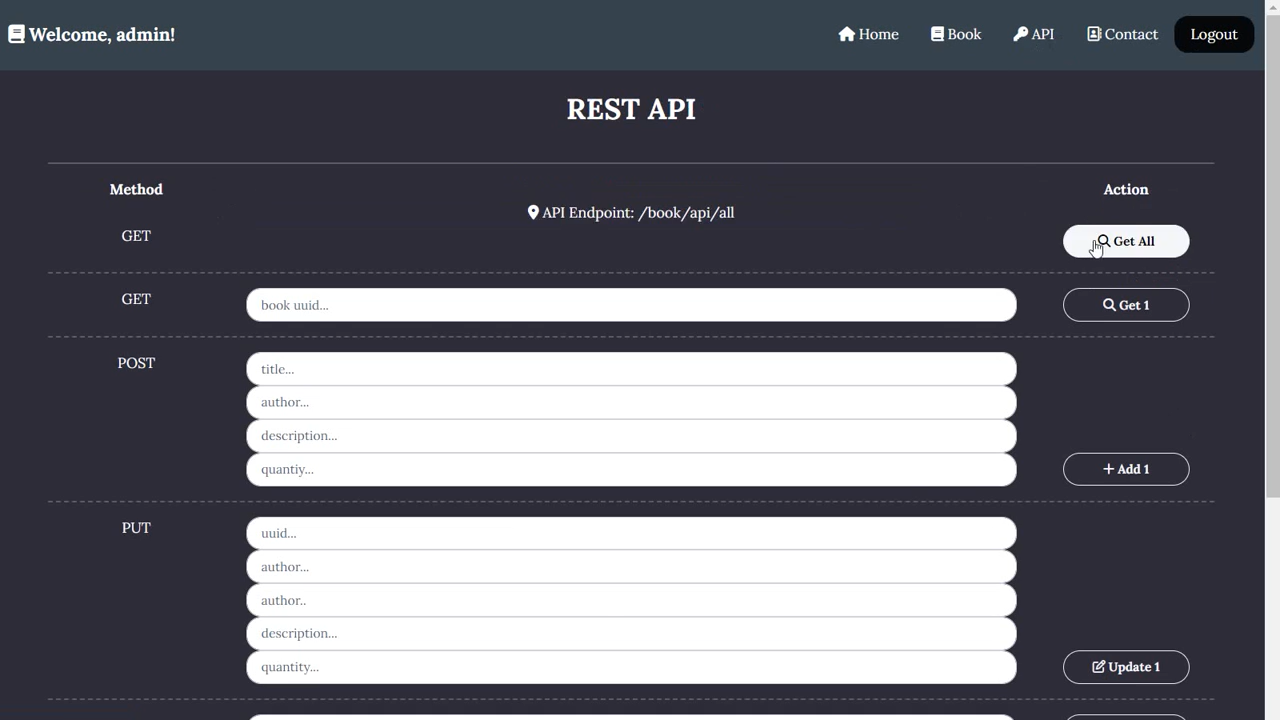 Welcome, admin!
Home
Book
API
Contact
Logout
REST API
Method
Action
API Endpoint: /book/api/all
GET
Get All
GET
book uuid...
Get 1
POST
title...
author...
description...
quantiy...
Add 1
PUT
uuid...
author...
author..
description...
quantity...
Update 1